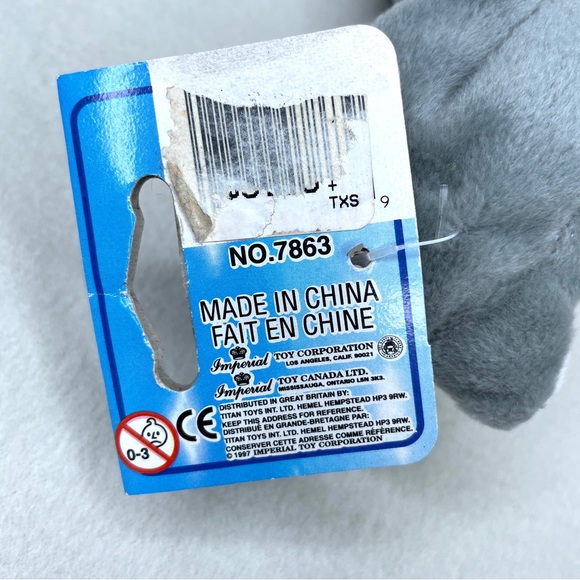 +
TXS
9
NO.7863
MADE IN CHINA
FAIT EN CHINE
Imperial TOY CORPORATION
LOS ANGELES, CALIF. 90021
Imperial TOY CANADA LTD.
MISSISSAUGA, ONTARIO L5N 3K3.
DISTRIBUTED IN GREAT BRITAIN BY:
TITAN TOYS INT. LTD. HEMEL HEMPSTEAD HP3 9RW.
KEEP THIS ADDRESS FOR REFERENCE.
DISTRIBUÉ EN GRANDE-BRETAGNE PAR:
TITAN TOYS INT. LTD. HEMEL HEMPSTEAD HP3 9RW.
CONSERVER CETTE ADRESSE COMME RÉFÉRENCE.
© 1997 IMPERIAL TOY CORPORATION
CE
0-3